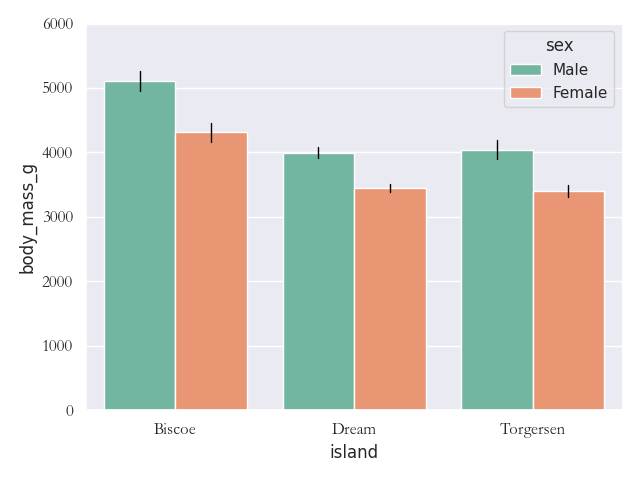 6000
5000
4000
3000
2000
1000
0
body_mass_g
sex
Male
Female
Biscoe
Dream
Torgersen
island